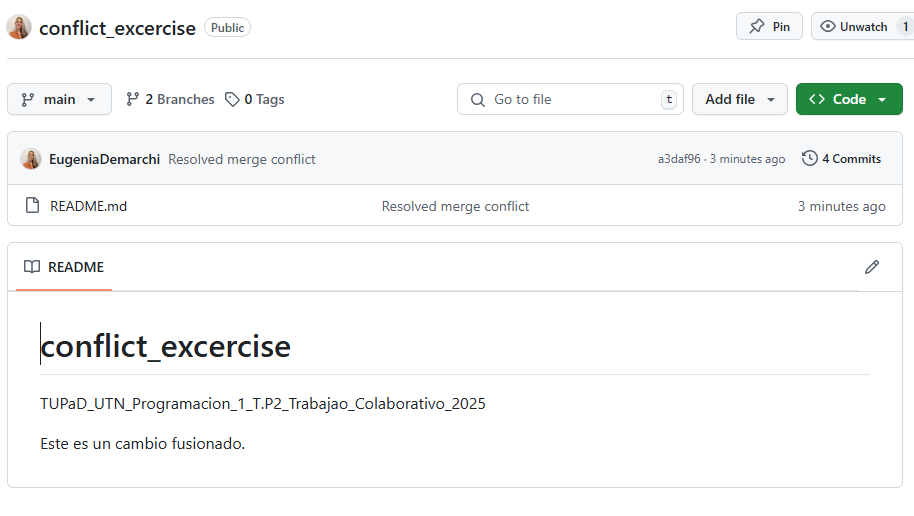 conflict_excercise Public Pin Unwatch 1
main 2 Branches 0 Tags Go to file t Add file Code
EugeniaDemarchi Resolved merge conflict a3daf96 · 3 minutes ago 4 Commits
README.md Resolved merge conflict 3 minutes ago
README
conflict_excercise
TUPaD_UTN_Programacion_1_T.P2_Trabajao_Colaborativo_2025
Este es un cambio fusionado.